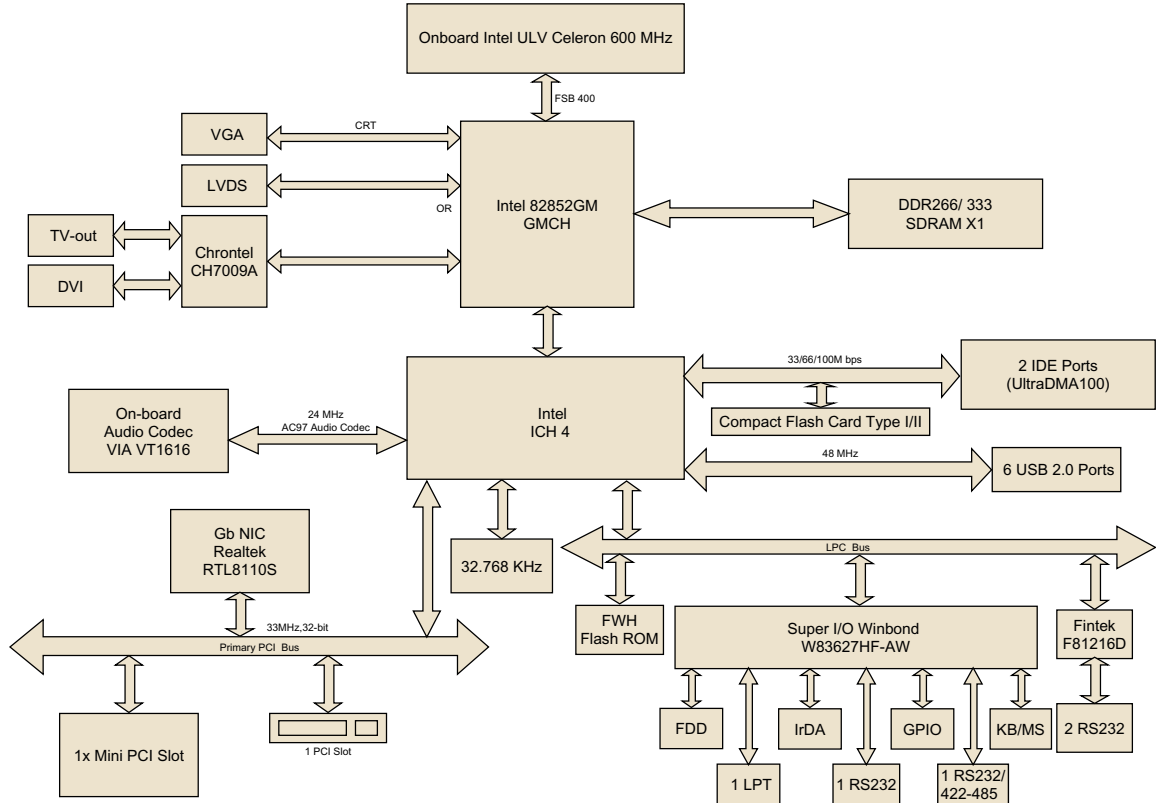 Onboard Intel ULV Celeron 600 MHz
FSB 400
VGA
CRT
LVDS
OR
Intel 82852GM
GMCH
DDR266/ 333
SDRAM X1
TV-out
DVI
Chrontel
CH7009A
Intel
ICH 4
33/66/100M bps
2 IDE Ports
(UltraDMA100)
Compact Flash Card Type I/II
On-board
Audio Codec
VIA VT1616
24 MHz
AC97 Audio Codec
48 MHz
6 USB 2.0 Ports
Gb NIC
Realtek
RTL8110S
32.768 KHz
LPC Bus
FWH
Flash ROM
Super I/O Winbond
W83627HF-AW
Fintek
F81216D
33MHz,32-bit
Primary PCI Bus
1x Mini PCI Slot
1 PCI Slot
FDD
IrDA
GPIO
KB/MS
2 RS232
1 LPT
1 RS232
1 RS232/
422-485